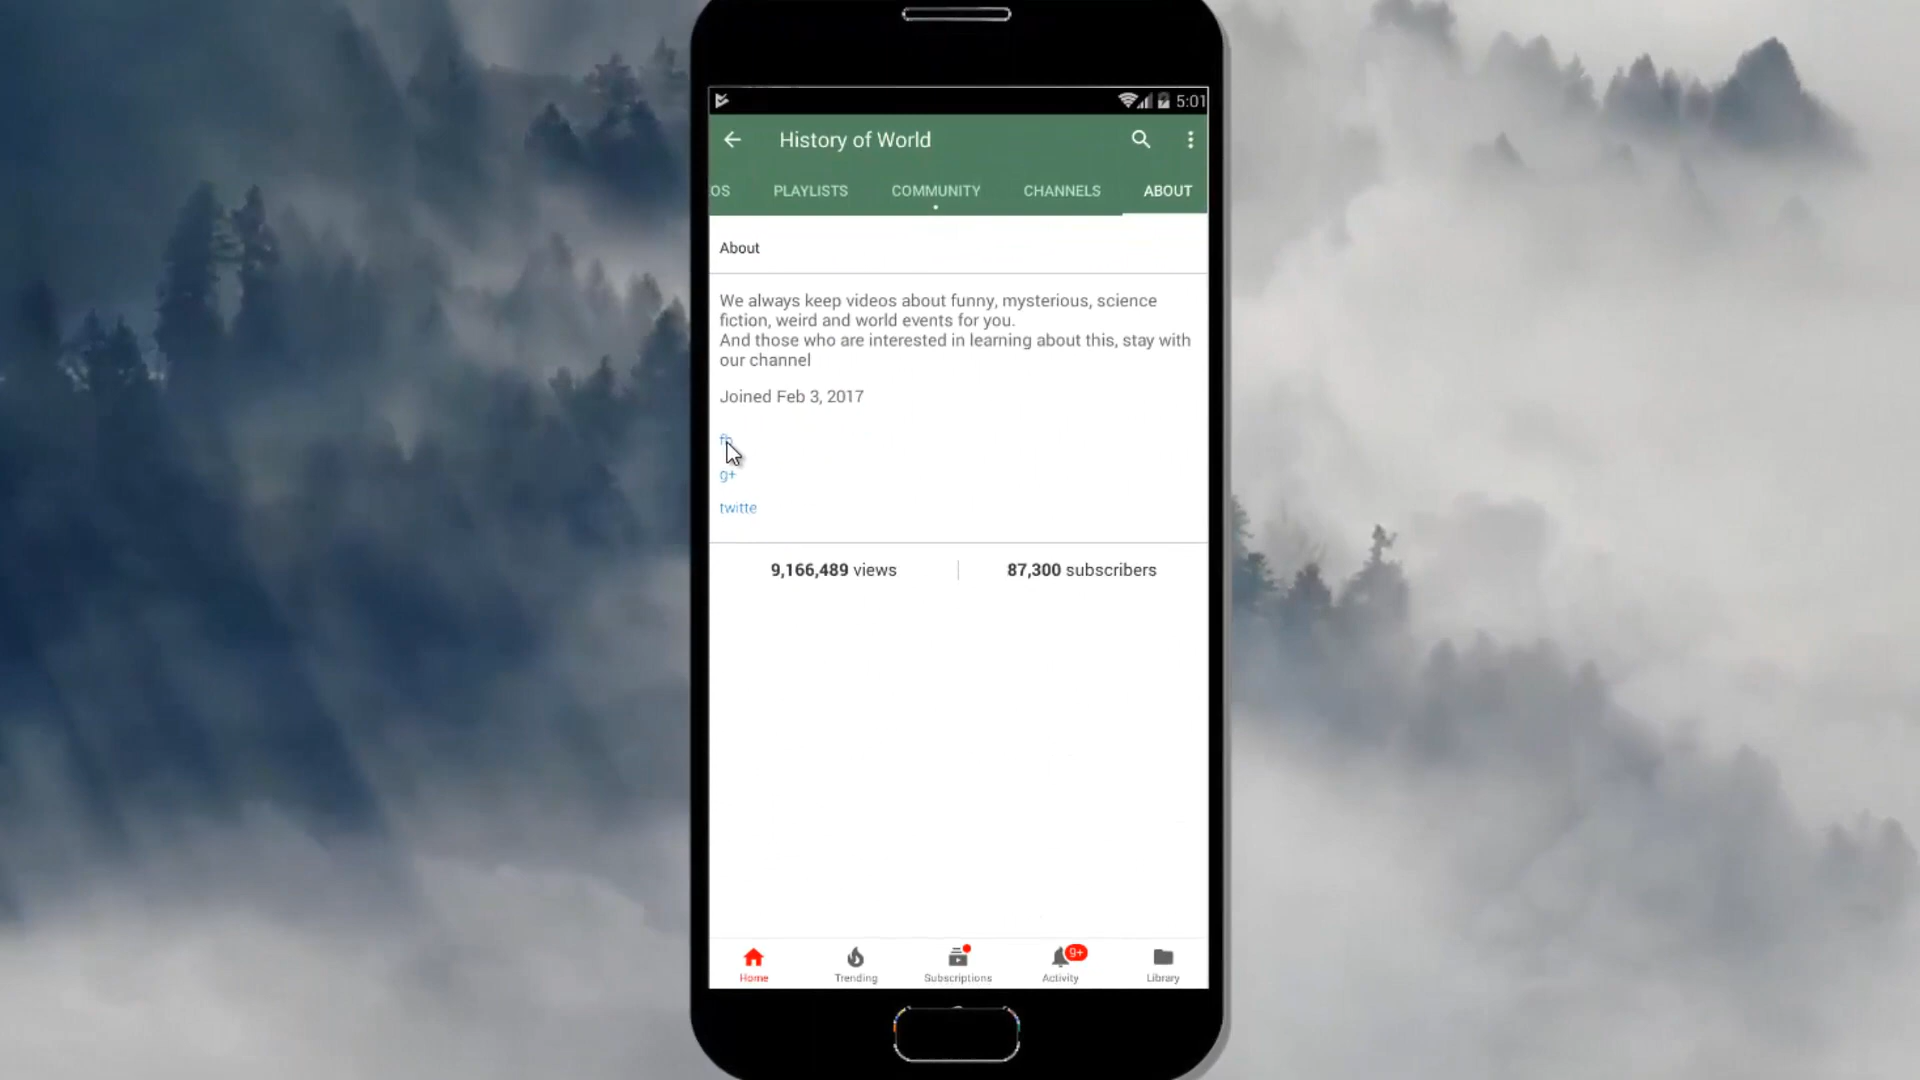 5:01
History of World
OS PLAYLISTS COMMUNITY CHANNELS ABOUT
About
We always keep videos about funny, mysterious, science
fiction, weird and world events for you.
And those who are interested in learning about this, stay with
our channel
Joined Feb 3, 2017
fb
g+
twitte
9,166,489 views 87,300 subscribers
9+
Home Trending Subscriptions Activity Library